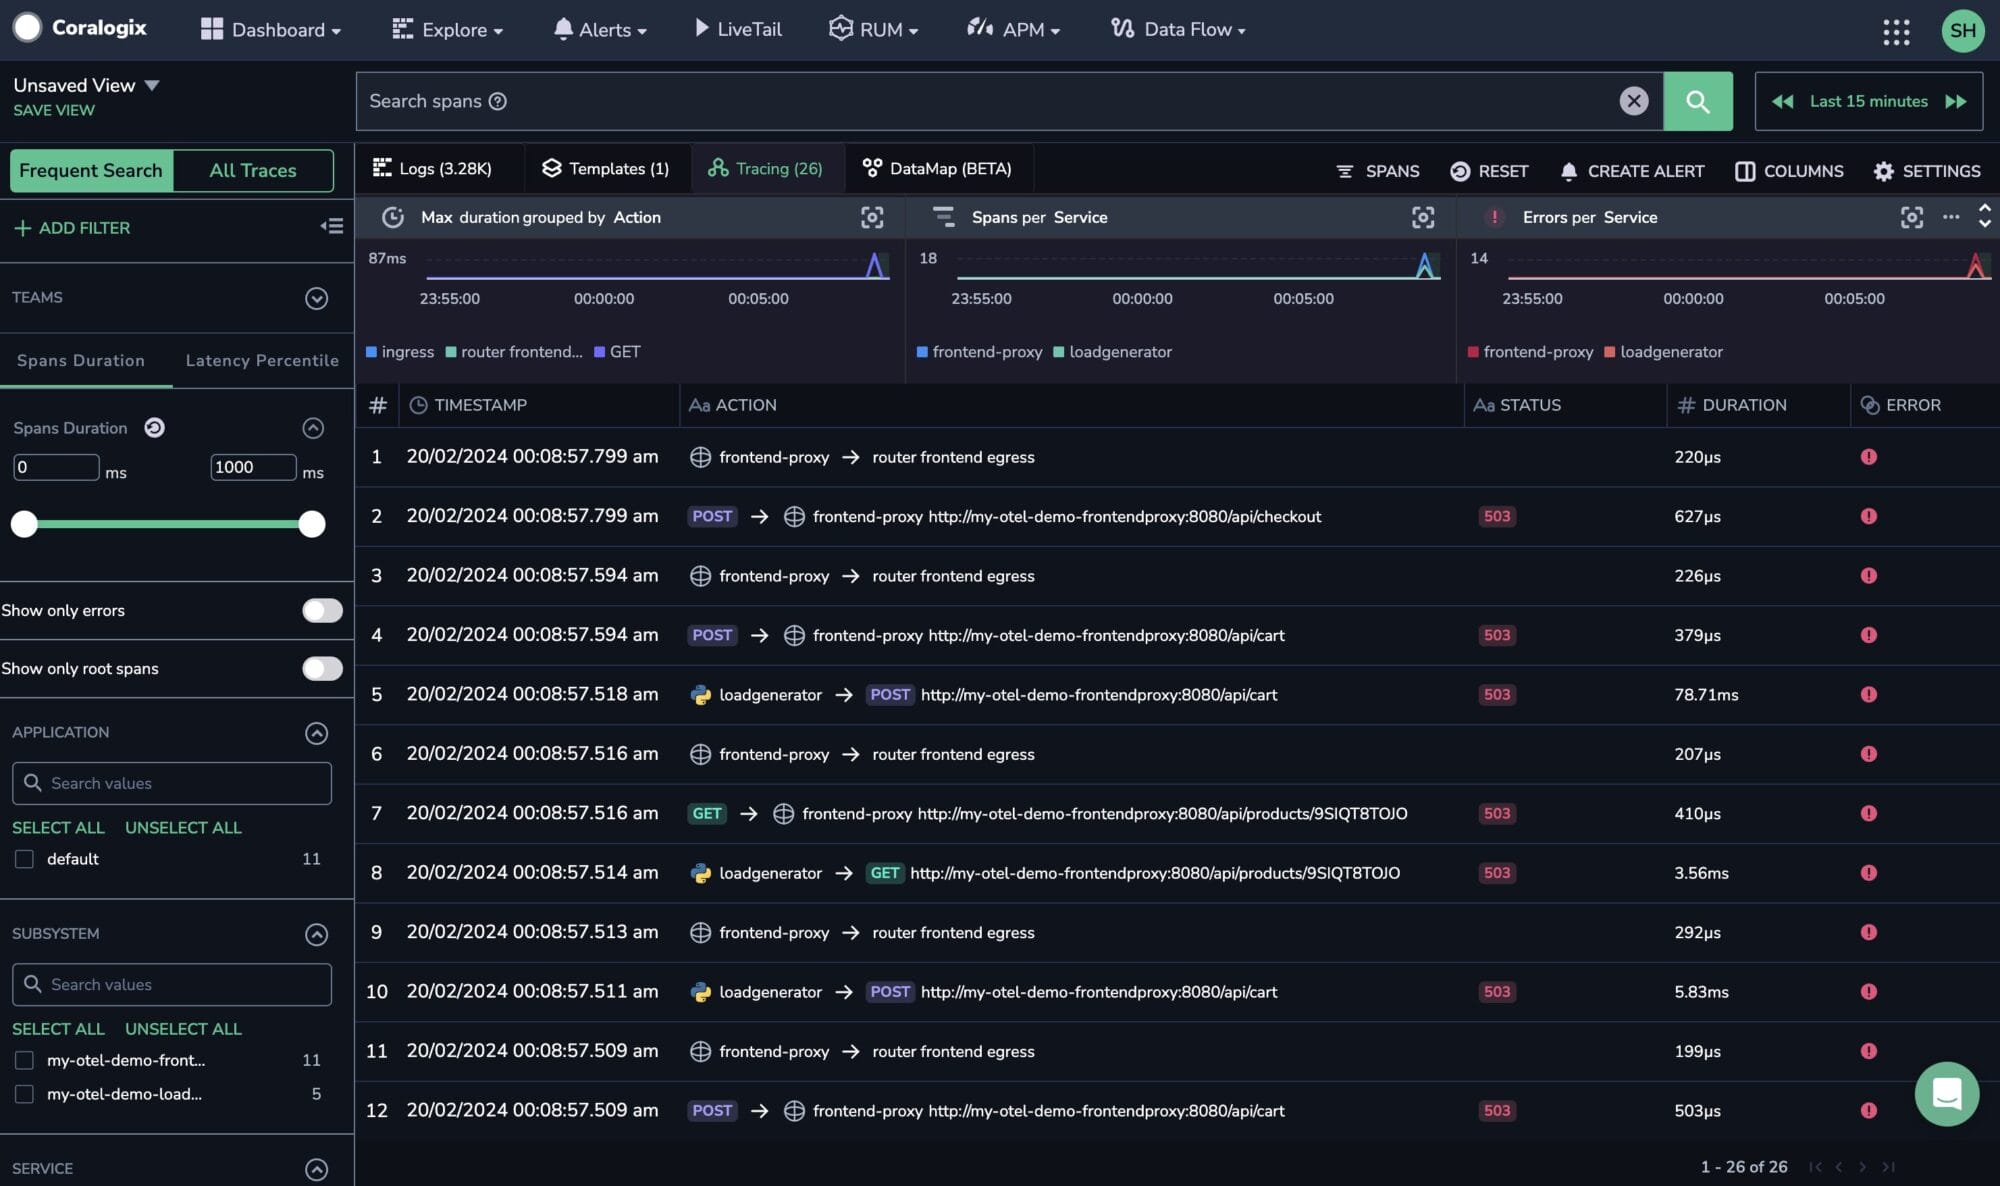 Coralogix
Dashboard
Explore
Alerts
LiveTail
RUM
APM
Data Flow
SH
Unsaved View
SAVE VIEW
Search spans
Last 15 minutes
Frequent Search
All Traces
Logs (3.28K)
Templates (1)
Tracing (26)
DataMap (BETA)
SPANS
RESET
CREATE ALERT
COLUMNS
SETTINGS
+ ADD FILTER
TEAMS
Spans Duration
Latency Percentile
Spans Duration
0 ms
1000 ms
Show only errors
Show only root spans
APPLICATION
Search values
SELECT ALL UNSELECT ALL
default 11
SUBSYSTEM
Search values
SELECT ALL UNSELECT ALL
my-otel-demo-front... 11
my-otel-demo-load... 5
SERVICE
Max duration grouped by Action
87ms
23:55:00 00:00:00 00:05:00
ingress router frontend... GET
Spans per Service
18
23:55:00 00:00:00 00:05:00
frontend-proxy loadgenerator
Errors per Service
14
23:55:00 00:00:00 00:05:00
frontend-proxy loadgenerator
# TIMESTAMP Aa ACTION Aa STATUS # DURATION ERROR
1 20/02/2024 00:08:57.799 am frontend-proxy → router frontend egress 220µs
2 20/02/2024 00:08:57.799 am POST → frontend-proxy http://my-otel-demo-frontendproxy:8080/api/checkout 503 627µs
3 20/02/2024 00:08:57.594 am frontend-proxy → router frontend egress 226µs
4 20/02/2024 00:08:57.594 am POST → frontend-proxy http://my-otel-demo-frontendproxy:8080/api/cart 503 379µs
5 20/02/2024 00:08:57.518 am loadgenerator → POST http://my-otel-demo-frontendproxy:8080/api/cart 503 78.71ms
6 20/02/2024 00:08:57.516 am frontend-proxy → router frontend egress 207µs
7 20/02/2024 00:08:57.516 am GET → frontend-proxy http://my-otel-demo-frontendproxy:8080/api/products/9SIQT8TOJO 503 410µs
8 20/02/2024 00:08:57.514 am loadgenerator → GET http://my-otel-demo-frontendproxy:8080/api/products/9SIQT8TOJO 503 3.56ms
9 20/02/2024 00:08:57.513 am frontend-proxy → router frontend egress 292µs
10 20/02/2024 00:08:57.511 am loadgenerator → POST http://my-otel-demo-frontendproxy:8080/api/cart 503 5.83ms
11 20/02/2024 00:08:57.509 am frontend-proxy → router frontend egress 199µs
12 20/02/2024 00:08:57.509 am POST → frontend-proxy http://my-otel-demo-frontendproxy:8080/api/cart 503 503µs
1 - 26 of 26